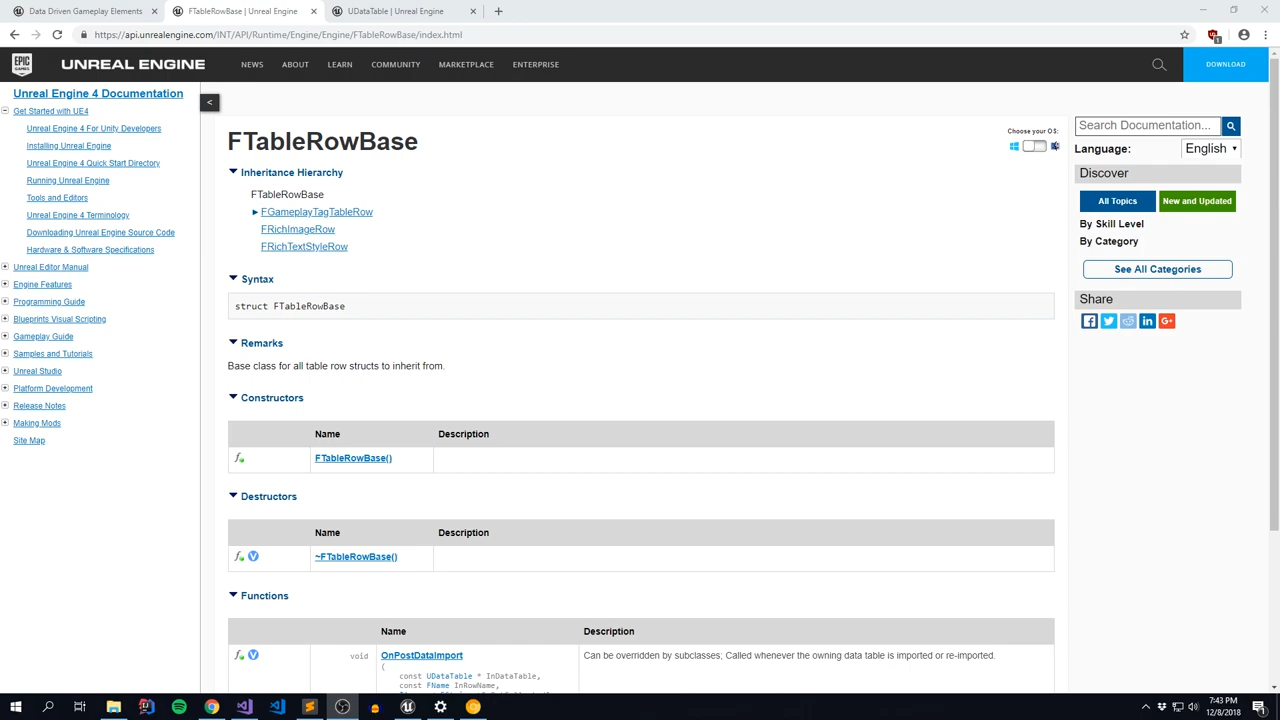 Data Driven Gameplay Elements
FTableRowBase | Unreal Engine
UDataTable | Unreal Engine
https://api.unrealengine.com/INT/API/Runtime/Engine/Engine/FTableRowBase/index.html
EPIC GAMES
UNREAL ENGINE
NEWS
ABOUT
LEARN
COMMUNITY
MARKETPLACE
ENTERPRISE
DOWNLOAD
Unreal Engine 4 Documentation
Get Started with UE4
Unreal Engine 4 For Unity Developers
Installing Unreal Engine
Unreal Engine 4 Quick Start Directory
Running Unreal Engine
Tools and Editors
Unreal Engine 4 Terminology
Downloading Unreal Engine Source Code
Hardware & Software Specifications
Unreal Editor Manual
Engine Features
Programming Guide
Blueprints Visual Scripting
Gameplay Guide
Samples and Tutorials
Unreal Studio
Platform Development
Release Notes
Making Mods
Site Map
<
FTableRowBase
Choose your OS:
Inheritance Hierarchy
FTableRowBase
FGameplayTagTableRow
FRichImageRow
FRichTextStyleRow
Syntax
struct FTableRowBase
Remarks
Base class for all table row structs to inherit from.
Constructors
Name Description
FTableRowBase()
Destructors
Name Description
~FTableRowBase()
Functions
Name Description
void OnPostDataImport Can be overridden by subclasses; Called whenever the owning data table is imported or re-imported.
(
const UDataTable * InDataTable,
const FName InRowName,
Search Documentation...
Language: English
Discover
All Topics New and Updated
By Skill Level
By Category
See All Categories
Share
7:43 PM
12/8/2018